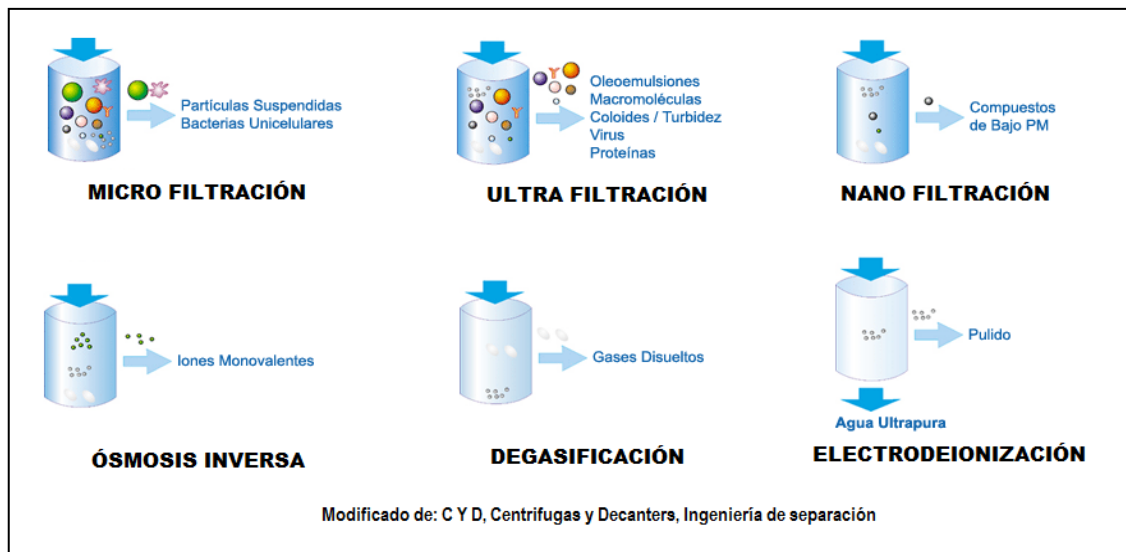 Partículas Suspendidas
Bacterias Unicelulares
MICRO FILTRACIÓN
Oleoemulsiones
Macromoléculas
Coloides / Turbidez
Virus
Proteínas
ULTRA FILTRACIÓN
Compuestos
de Bajo PM
NANO FILTRACIÓN
Iones Monovalentes
ÓSMOSIS INVERSA
Gases Disueltos
DEGASIFICACIÓN
Pulido
Agua Ultrapura
ELECTRODEIONIZACIÓN
Modificado de: C Y D, Centrifugas y Decanters, Ingeniería de separación